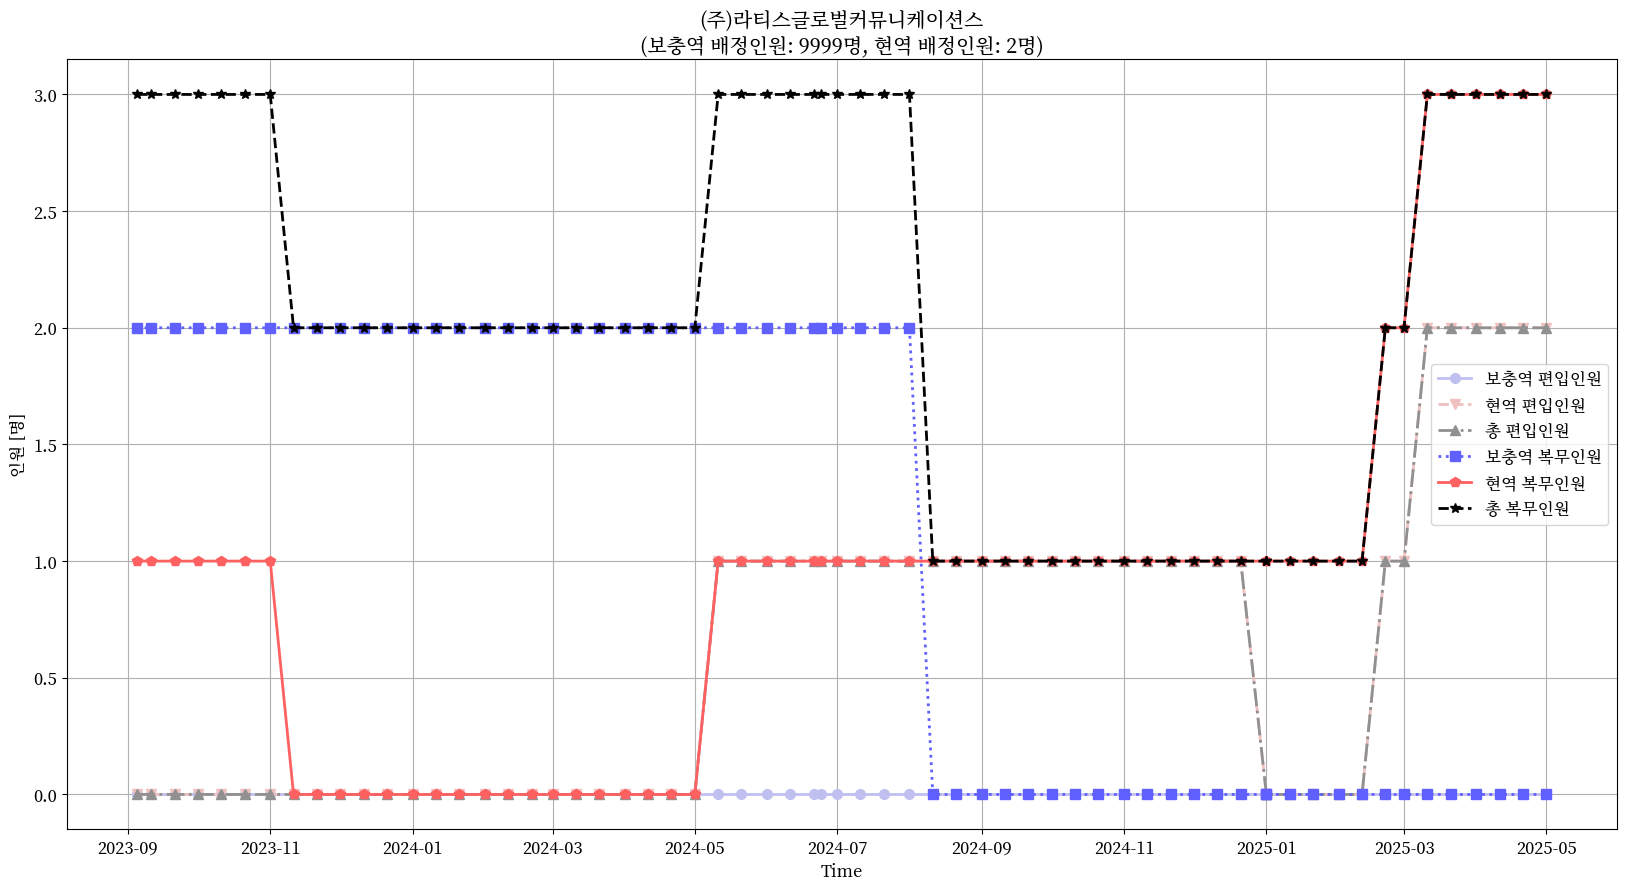 (주)라티스글로벌커뮤니케이션스
(보충역 배정인원: 9999명, 현역 배정인원: 2명)
인원 [명]
3.0
2.5
2.0
1.5
1.0
0.5
0.0
보충역 편입인원
현역 편입인원
총 편입인원
보충역 복무인원
현역 복무인원
총 복무인원
2023-09 2023-11 2024-01 2024-03 2024-05 2024-07 2024-09 2024-11 2025-01 2025-03 2025-05
Time